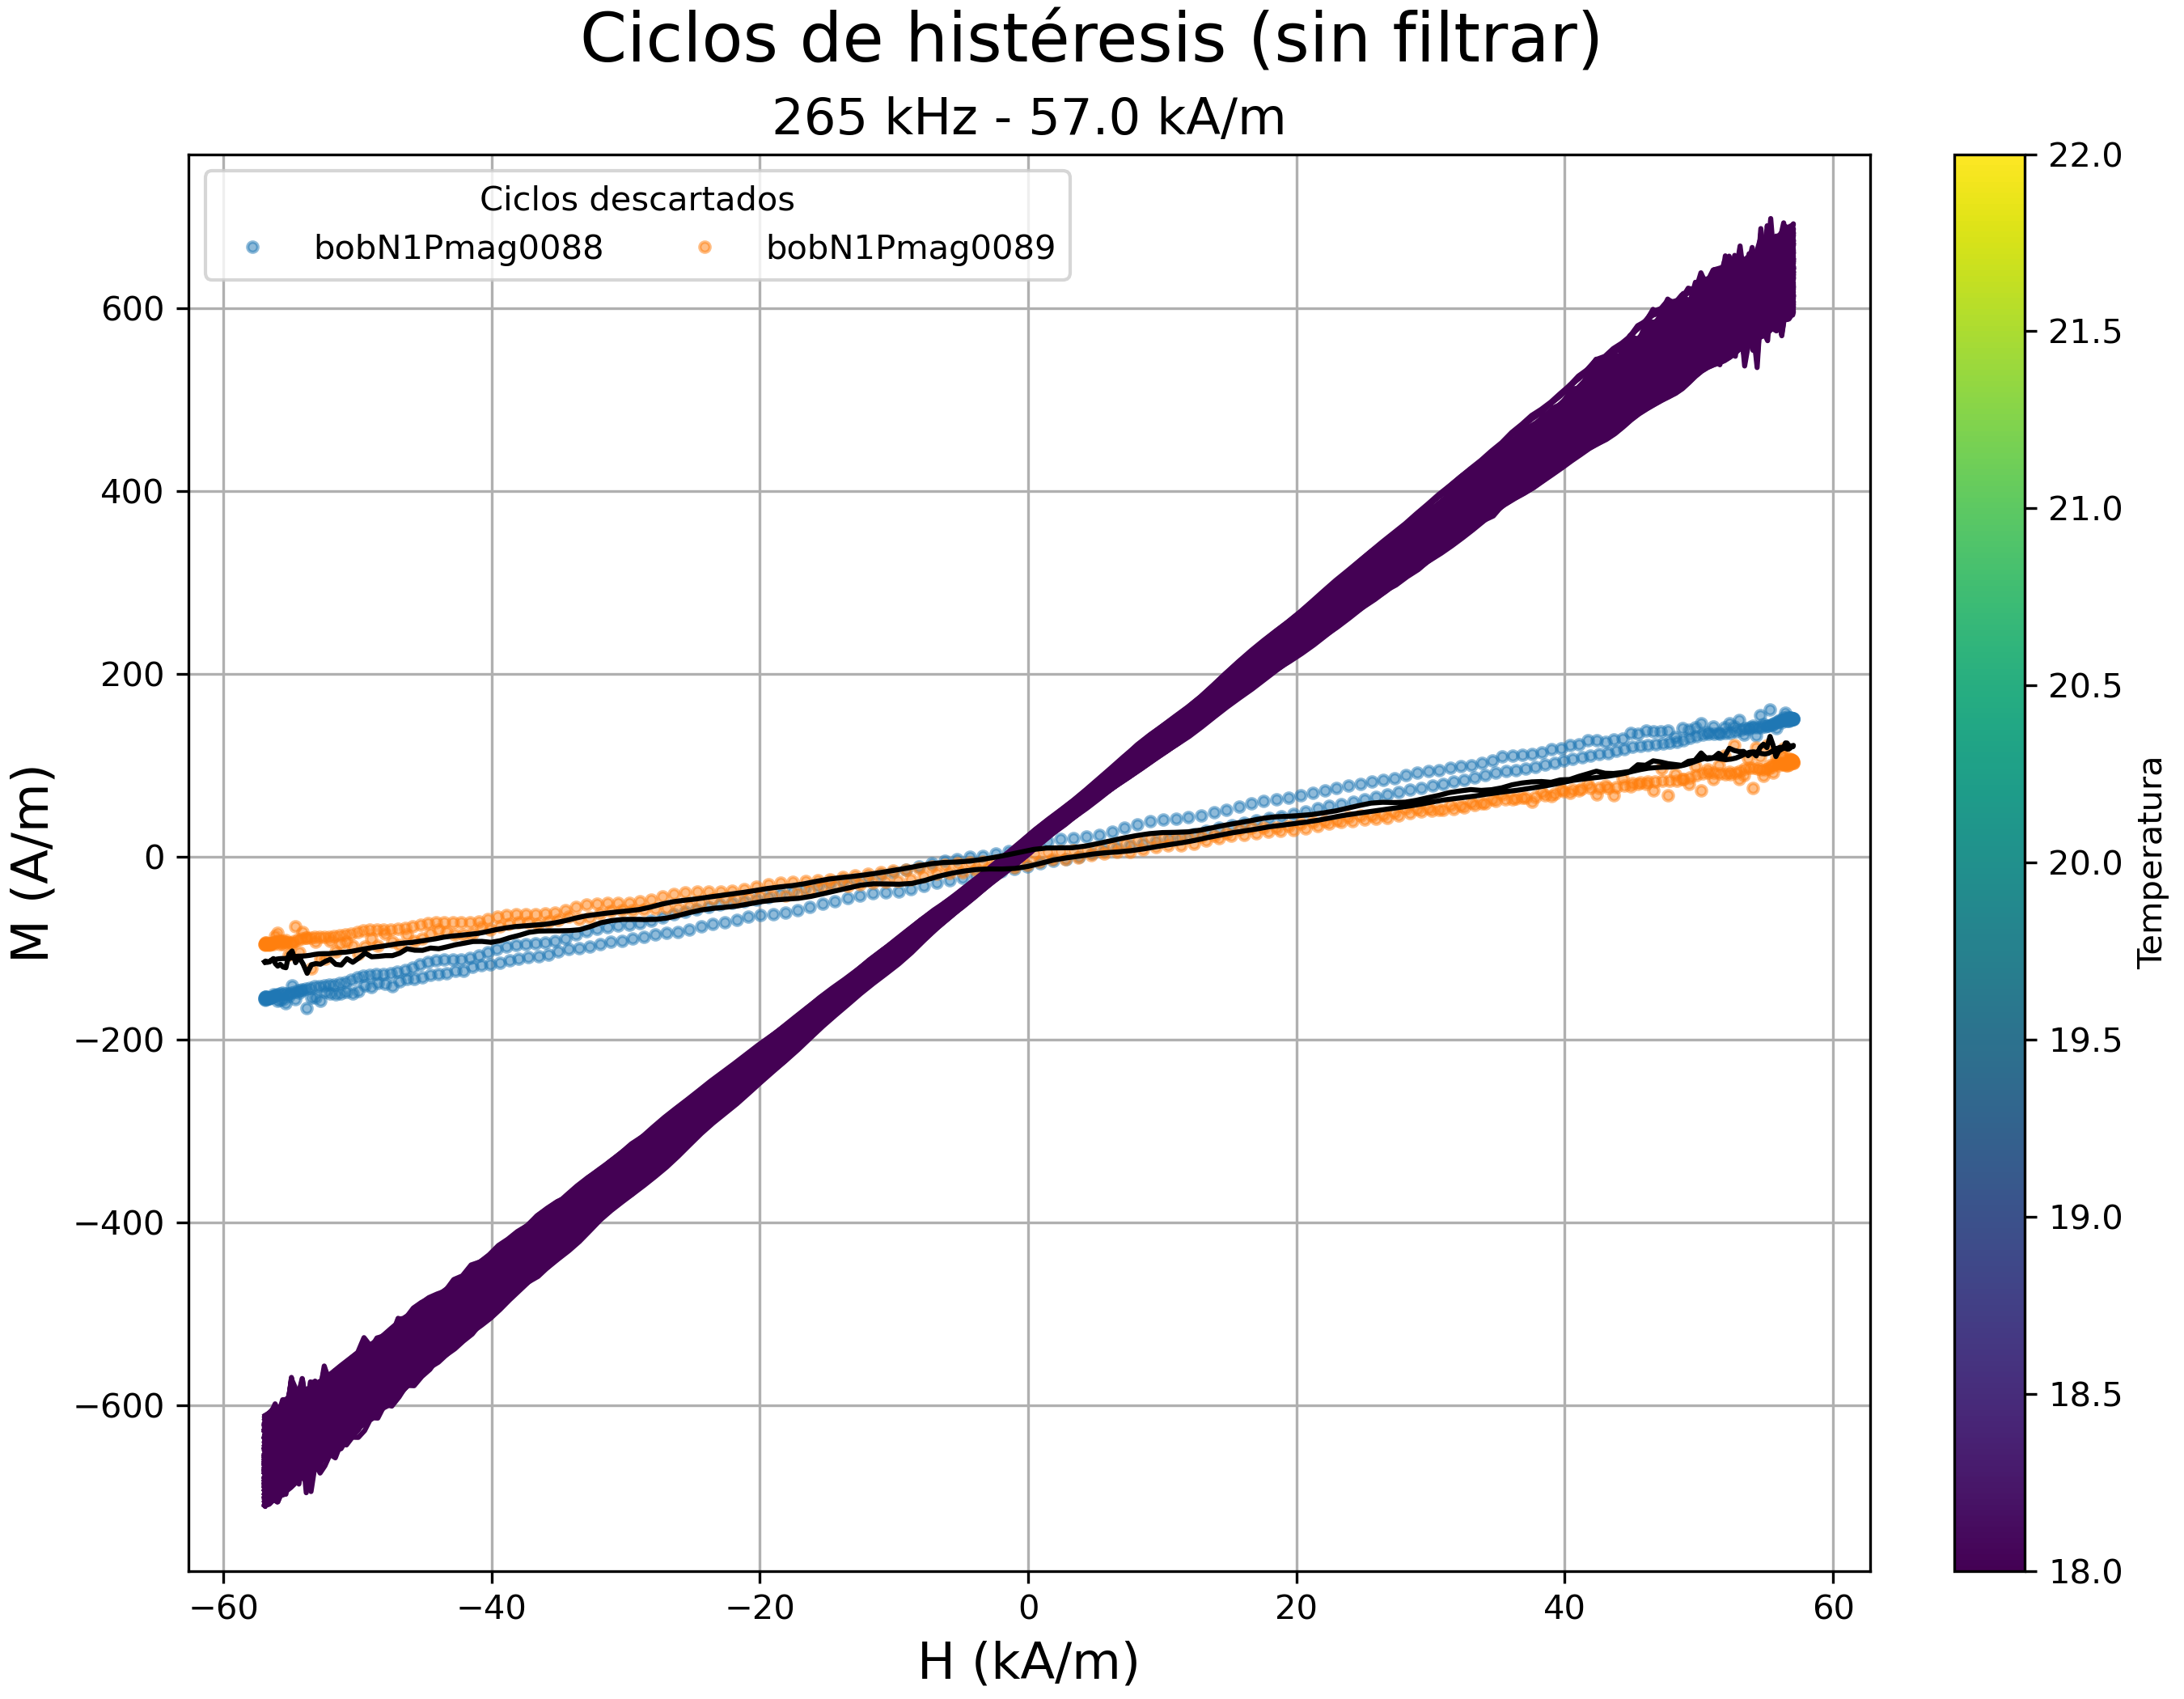 Ciclos de histéresis (sin filtrar)
265 kHz - 57.0 kA/m
Ciclos descartados
bobN1Pmag0088 bobN1Pmag0089
M (A/m)
600
400
200
0
−200
−400
−600
−60 −40 −20 0 20 40 60
H (kA/m)
22.0
21.5
21.0
20.5
20.0
19.5
19.0
18.5
18.0
Temperatura